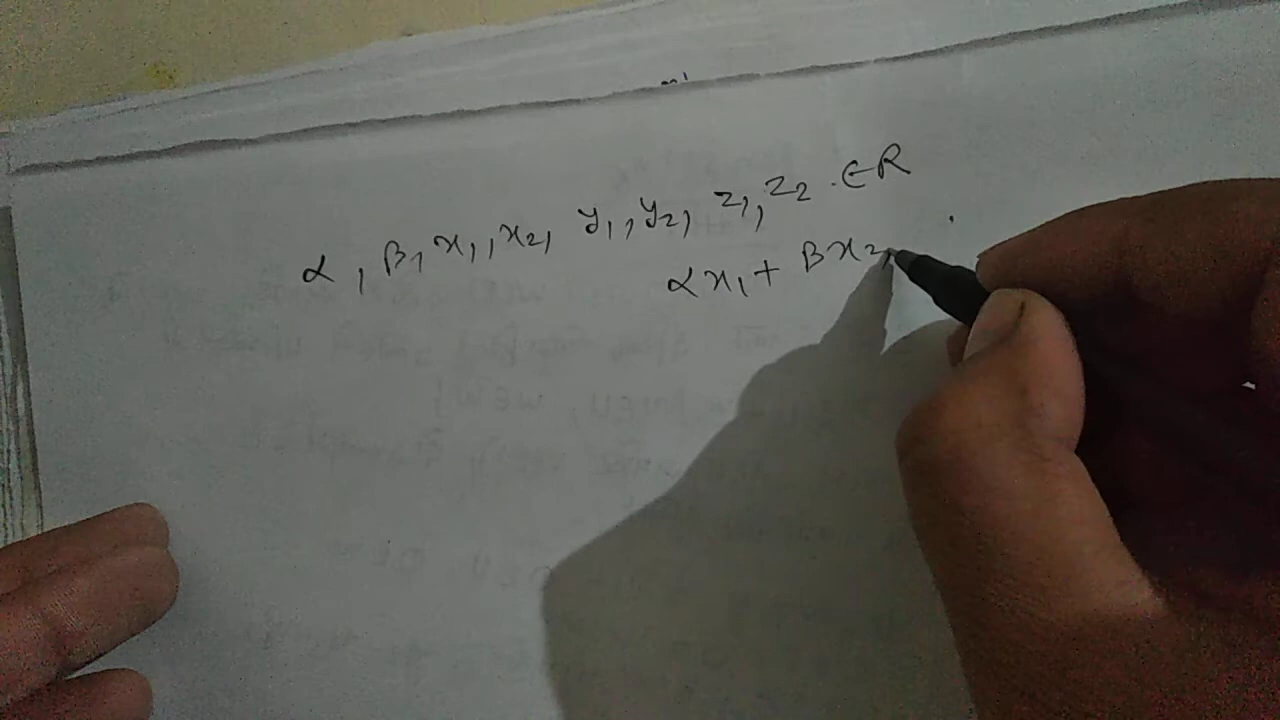 α, β, x₁, x₂, y₁, y₂, z₁, z₂ ∈ R
αx₁ + βx₂,